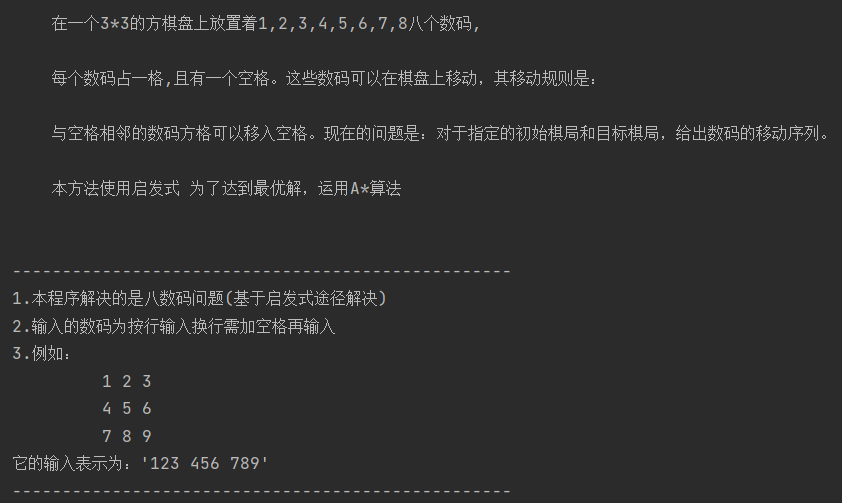 在一个3*3的方棋盘上放置着1,2,3,4,5,6,7,8八个数码,
每个数码占一格,且有一个空格。这些数码可以在棋盘上移动，其移动规则是：
与空格相邻的数码方格可以移入空格。现在的问题是：对于指定的初始棋局和目标棋局，给出数码的移动序列。
本方法使用启发式 为了达到最优解，运用A*算法
--------------------------------------------------
1.本程序解决的是八数码问题(基于启发式途径解决)
2.输入的数码为按行输入换行需加空格再输入
3.例如：
1 2 3
4 5 6
7 8 9
它的输入表示为：'123 456 789'
--------------------------------------------------